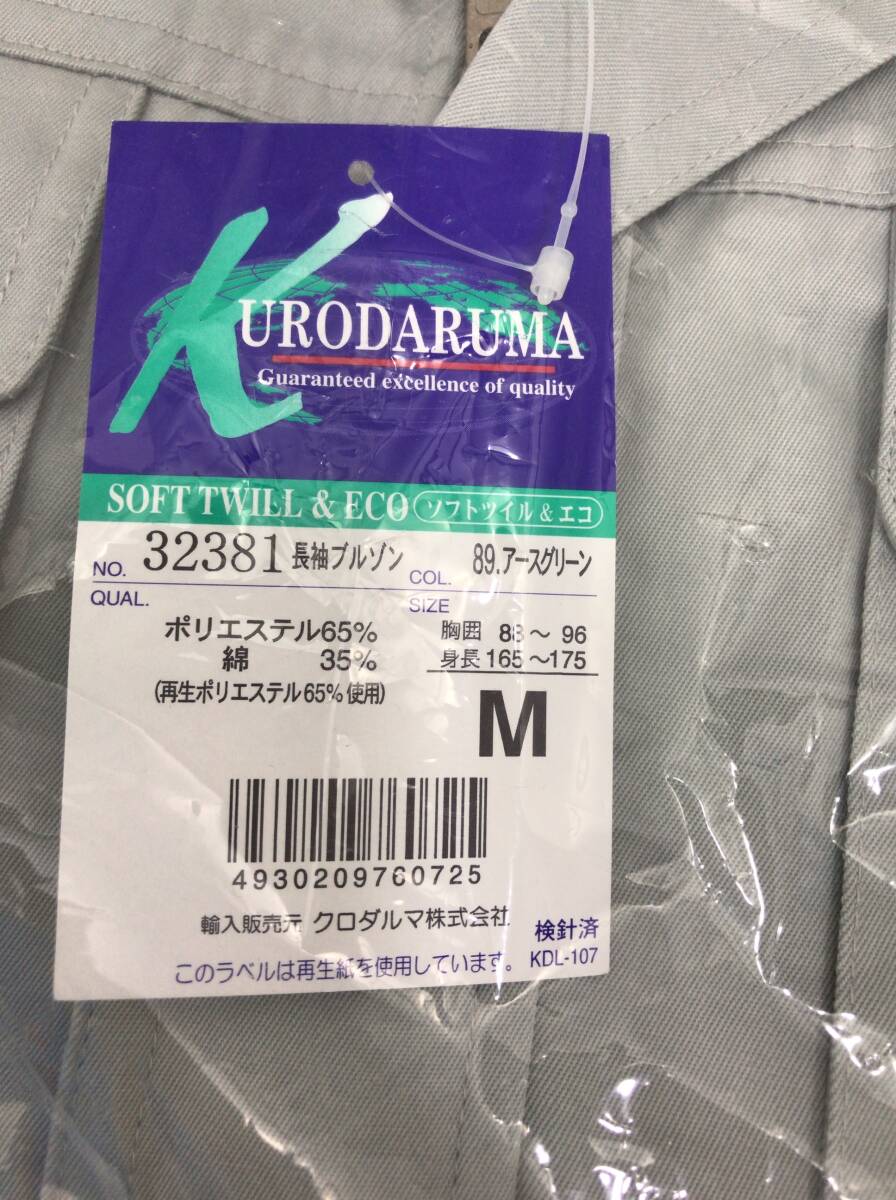 KURODARUMA
Guaranteed excellence of quality
SOFT TWILL & ECO ソフトツイル&エコ
NO. 32381 長袖ブルゾン COL. 89.アースグリーン
QUAL. SIZE
ポリエステル65% 胸囲 88～96
綿 35% 身長165～175
(再生ポリエステル65%使用)
M
4930209760725
輸入販売元 クロダルマ株式会社 検針済
このラベルは再生紙を使用しています。 KDL-107